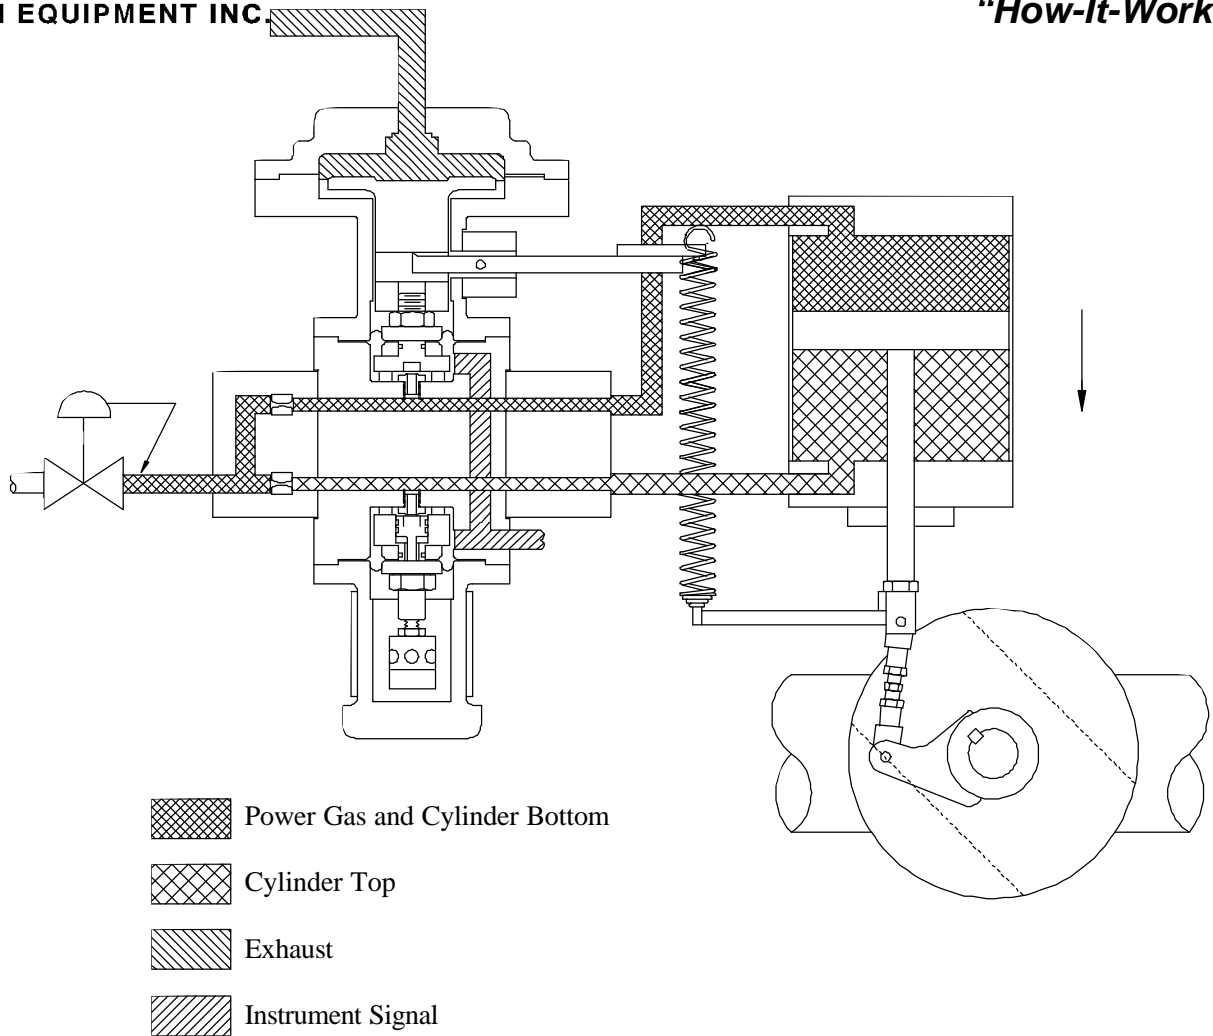 EQUIPMENT INC.
"How-It-Work
Power Gas and Cylinder Bottom
Cylinder Top
Exhaust
Instrument Signal